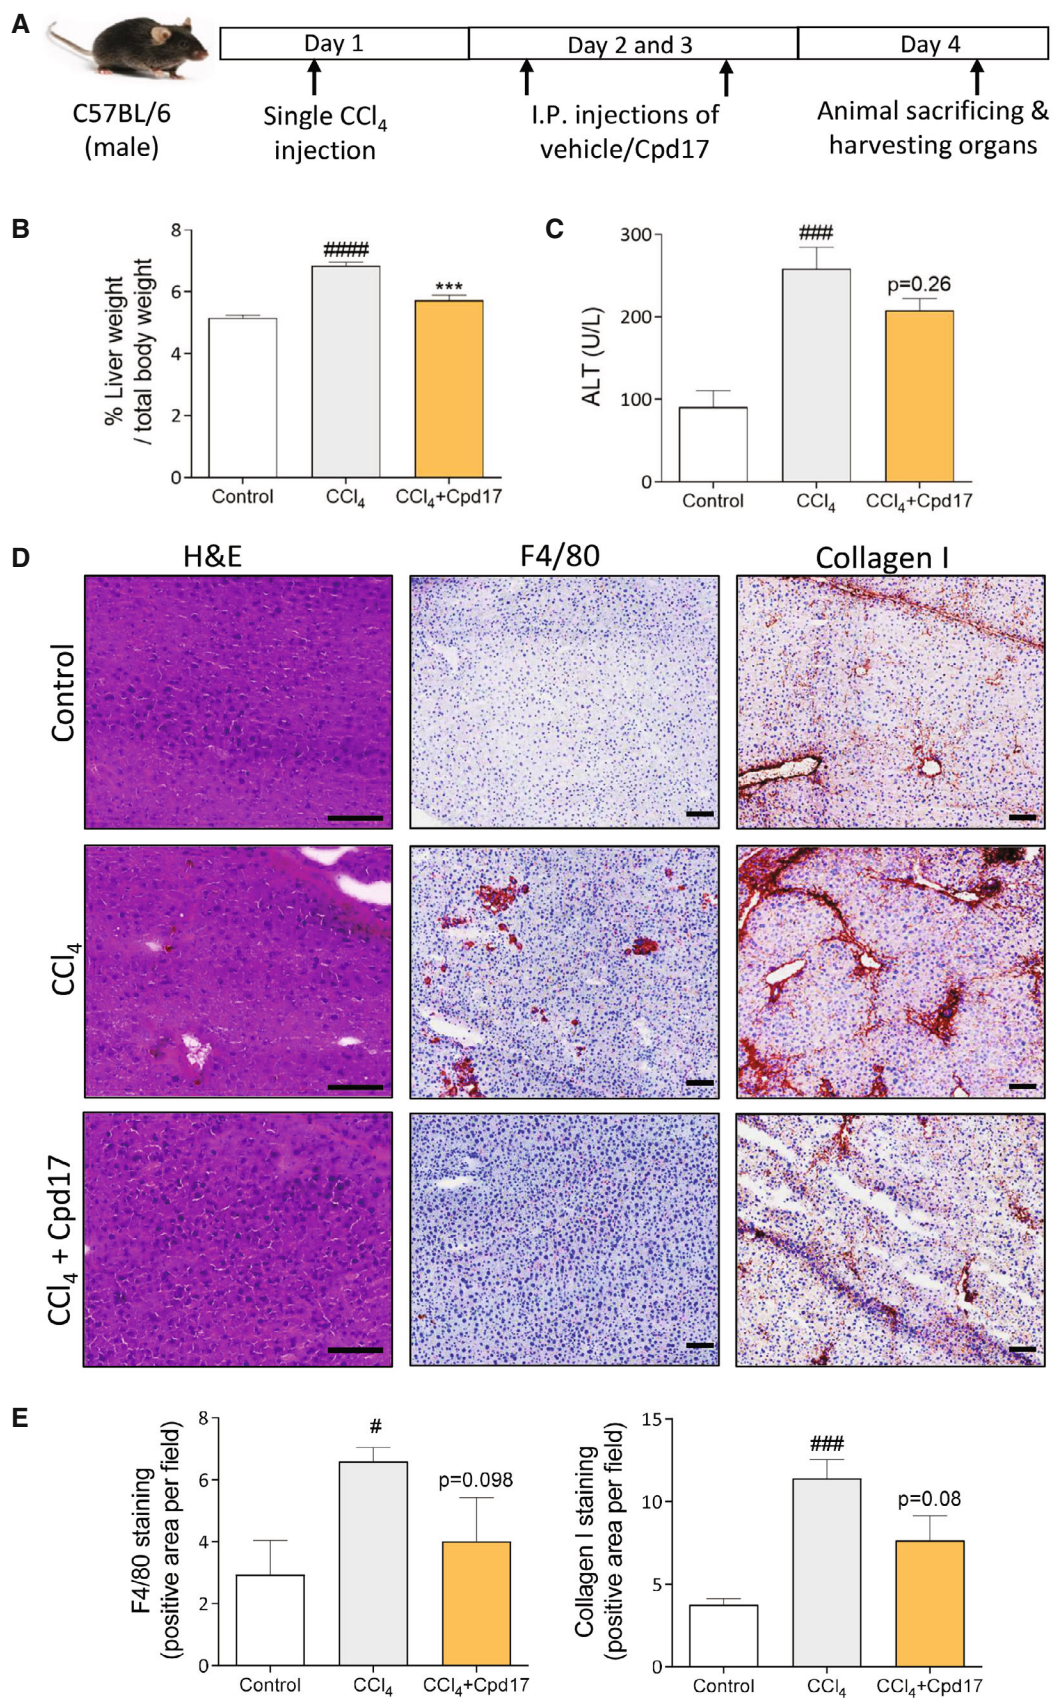 A
Day 1
Day 2 and 3
Day 4
C57BL/6
(male)
Single CCl4
injection
I.P. injections of
vehicle/Cpd17
Animal sacrificing &
harvesting organs
B
% Liver weight
/ total body weight
8
6
4
2
0
####
***
Control
CCl4
CCl4+Cpd17
C
ALT (U/L)
300
200
100
0
###
p=0.26
Control
CCl4
CCl4+Cpd17
D
H&E
F4/80
Collagen I
Control
CCl4
CCl4 + Cpd17
E
F4/80 staining
(positive area per field)
8
6
4
2
0
#
p=0.098
Control
CCl4
CCl4+Cpd17
Collagen I staining
(positive area per field)
15
10
5
0
###
p=0.08
Control
CCl4
CCl4+Cpd17